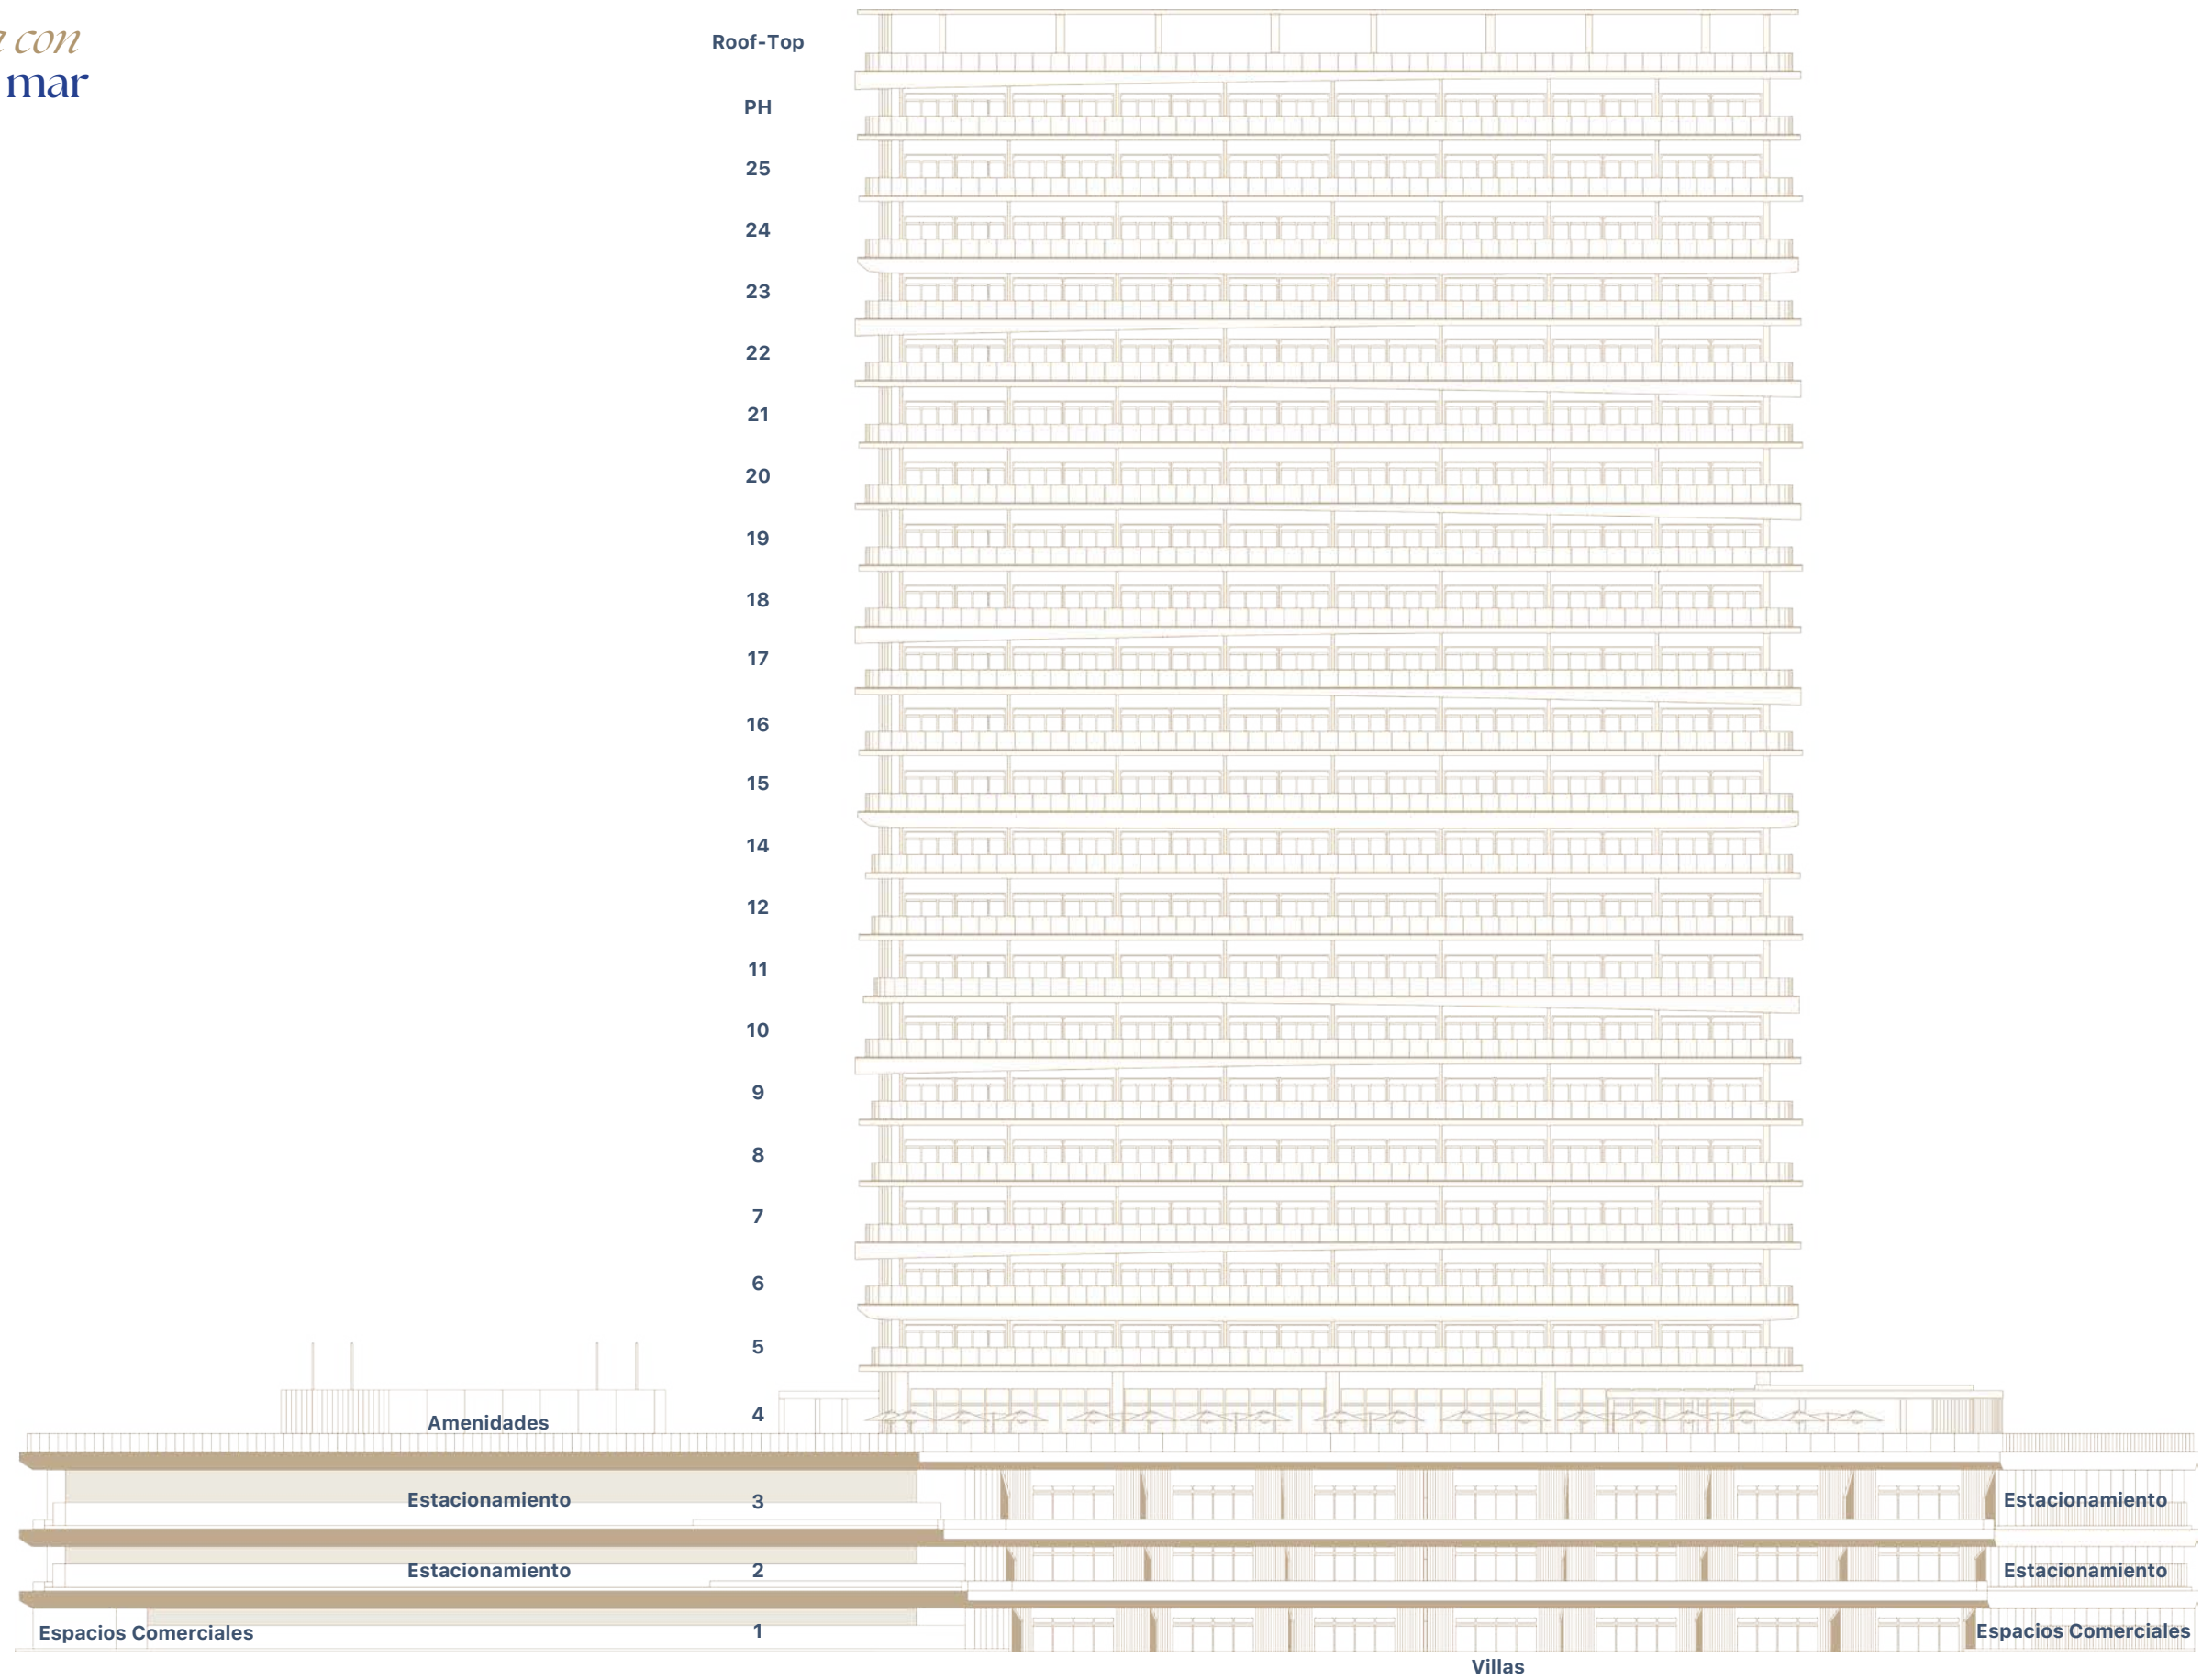 con
mar
Roof-Top
PH
25
24
23
22
21
20
19
18
17
16
15
14
12
11
10
9
8
7
6
5
4
Amenidades
Estacionamiento 3 Estacionamiento
Estacionamiento 2 Estacionamiento
Espacios Comerciales 1 Espacios Comerciales
Villas